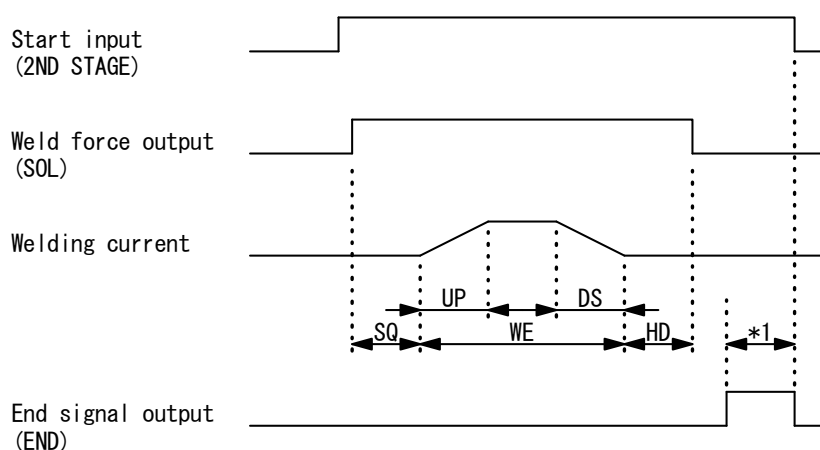 Start input
(2ND STAGE)
Weld force output
(SOL)
Welding current
UP
DS
SQ
WE
HD
*1
End signal output
(END)